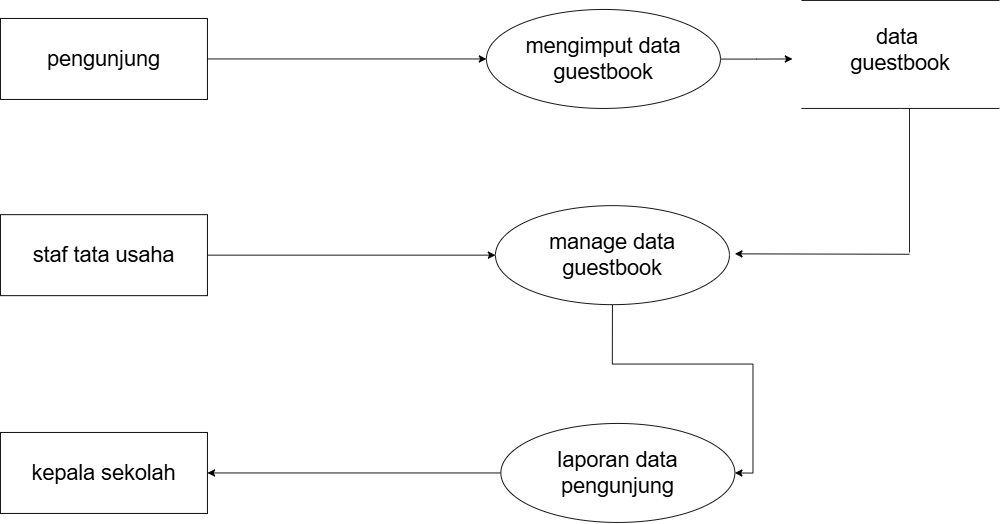 pengunjung
mengimput data
guestbook
data
guestbook
staf tata usaha
manage data
guestbook
kepala sekolah
laporan data
pengunjung